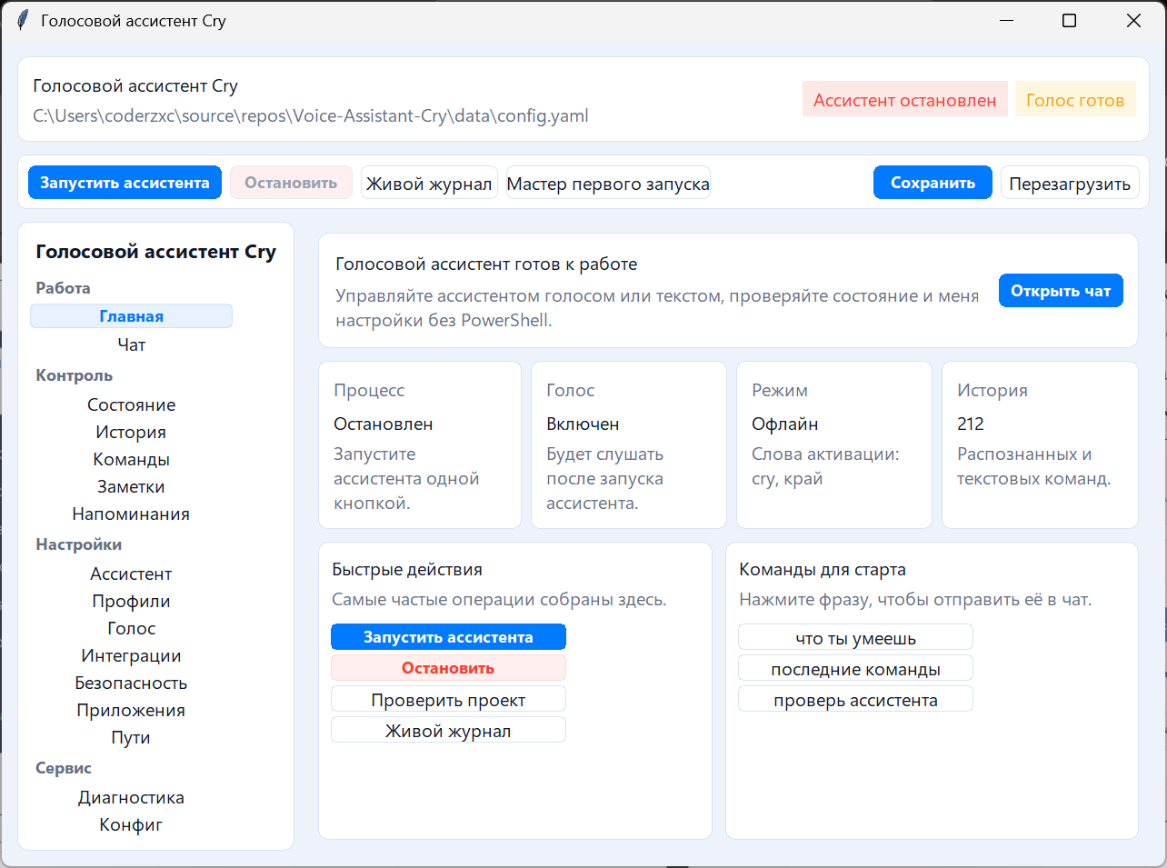 Голосовой ассистент Cry
Голосовой ассистент Cry
C:\Users\coderzxc\source\repos\Voice-Assistant-Cry\data\config.yaml
Ассистент остановлен
Голос готов
Запустить ассистента
Остановить
Живой журнал
Мастер первого запуска
Сохранить
Перезагрузить
Голосовой ассистент Cry
Работа
Главная
Чат
Контроль
Состояние
История
Команды
Заметки
Напоминания
Настройки
Ассистент
Профили
Голос
Интеграции
Безопасность
Приложения
Пути
Сервис
Диагностика
Конфиг
Голосовой ассистент готов к работе
Управляйте ассистентом голосом или текстом, проверяйте состояние и меня
настройки без PowerShell.
Открыть чат
Процесс
Остановлен
Запустите
ассистента одной
кнопкой.
Голос
Включен
Будет слушать
после запуска
ассистента.
Режим
Офлайн
Слова активации:
cry, край
История
212
Распознанных и
текстовых команд.
Быстрые действия
Самые частые операции собраны здесь.
Запустить ассистента
Остановить
Проверить проект
Живой журнал
Команды для старта
Нажмите фразу, чтобы отправить её в чат.
что ты умеешь
последние команды
проверь ассистента